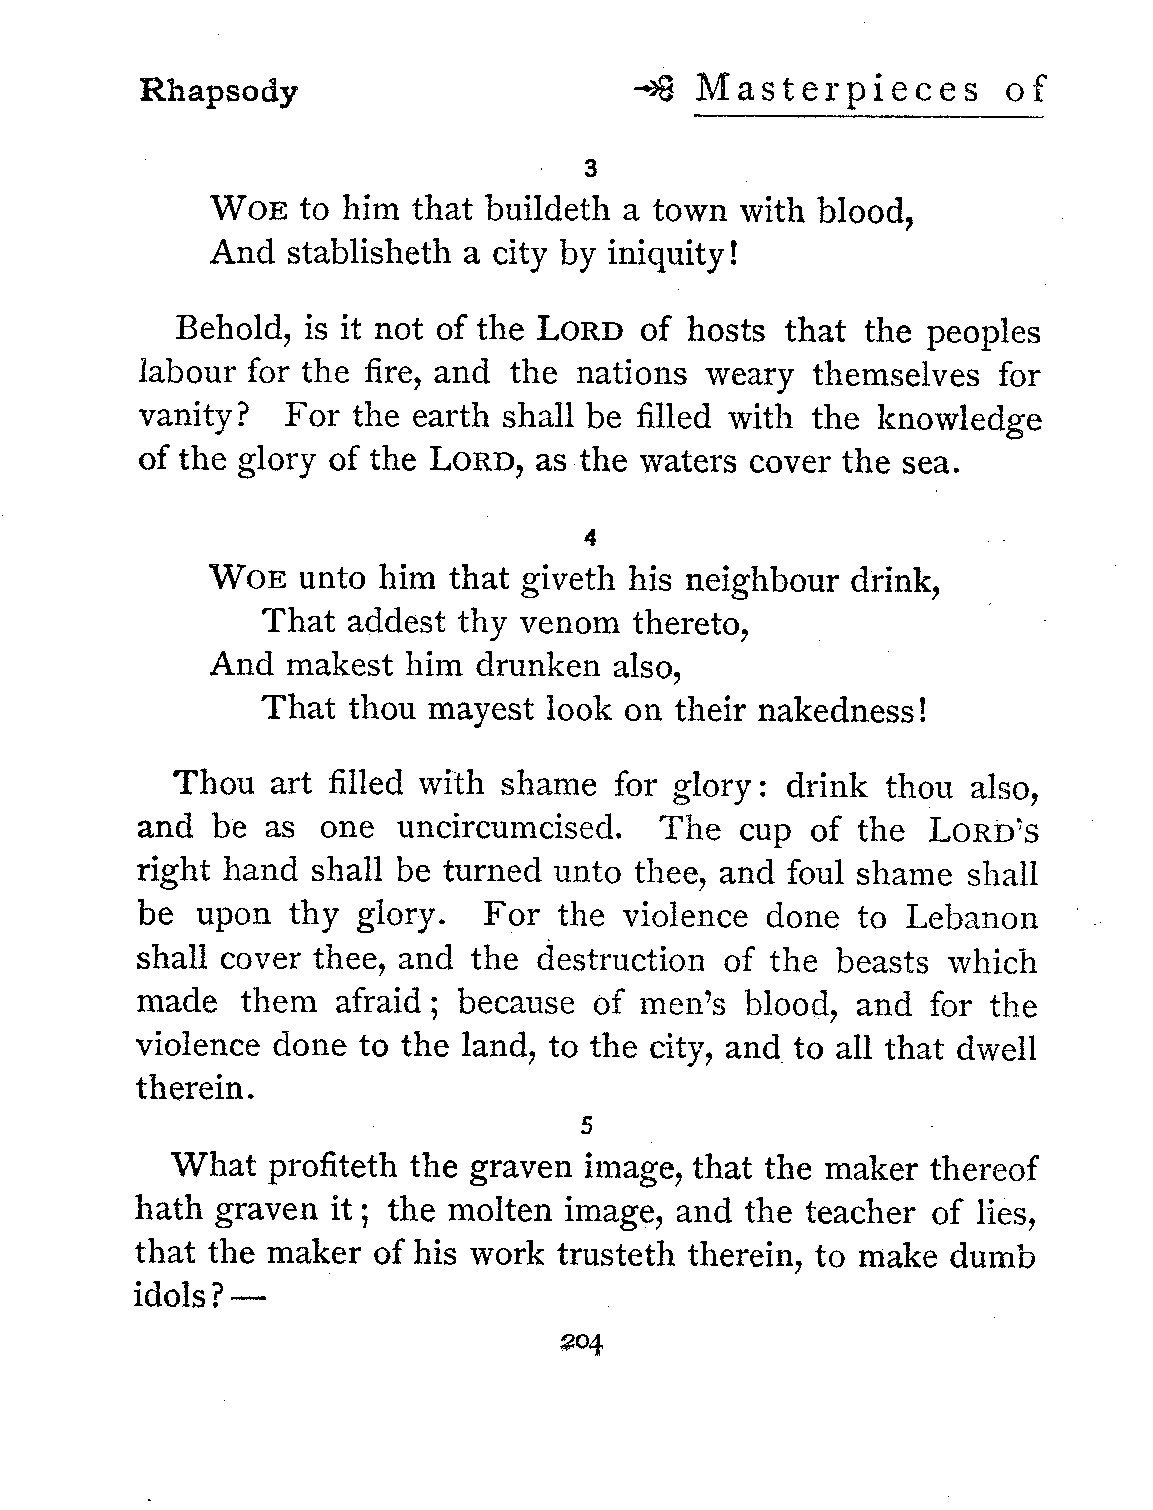 Rhapsody Masterpieces of
3
WOE to him that buildeth a town with blood,
And stablisheth a city by iniquity!
Behold, is it not of the LORD of hosts that the peoples
labour for the fire, and the nations weary themselves for
vanity? For the earth shall be filled with the knowledge
of the glory of the LORD, as the waters cover the sea.
4
WOE unto him that giveth his neighbour drink,
That addest thy venom thereto,
And makest him drunken also,
That thou mayest look on their nakedness!
Thou art filled with shame for glory: drink thou also,
and be as one uncircumcised. The cup of the LORD'S
right hand shall be turned unto thee, and foul shame shall
be upon thy glory. For the violence done to Lebanon
shall cover thee, and the destruction of the beasts which
made them afraid; because of men's blood, and for the
violence done to the land, to the city, and to all that dwell
therein.
5
What profiteth the graven image, that the maker thereof
hath graven it; the molten image, and the teacher of lies,
that the maker of his work trusteth therein, to make dumb
idols?—
204